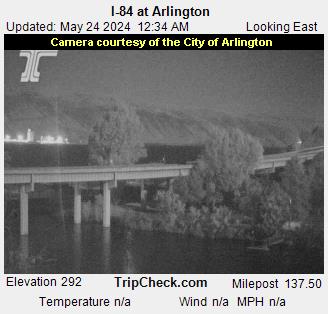 I-84 at Arlington
Updated: May 24 2024 12:34 AM Looking East
Camera courtesy of the City of Arlington
Elevation 292 TripCheck.com Milepost 137.50
Temperature n/a Wind n/a MPH n/a